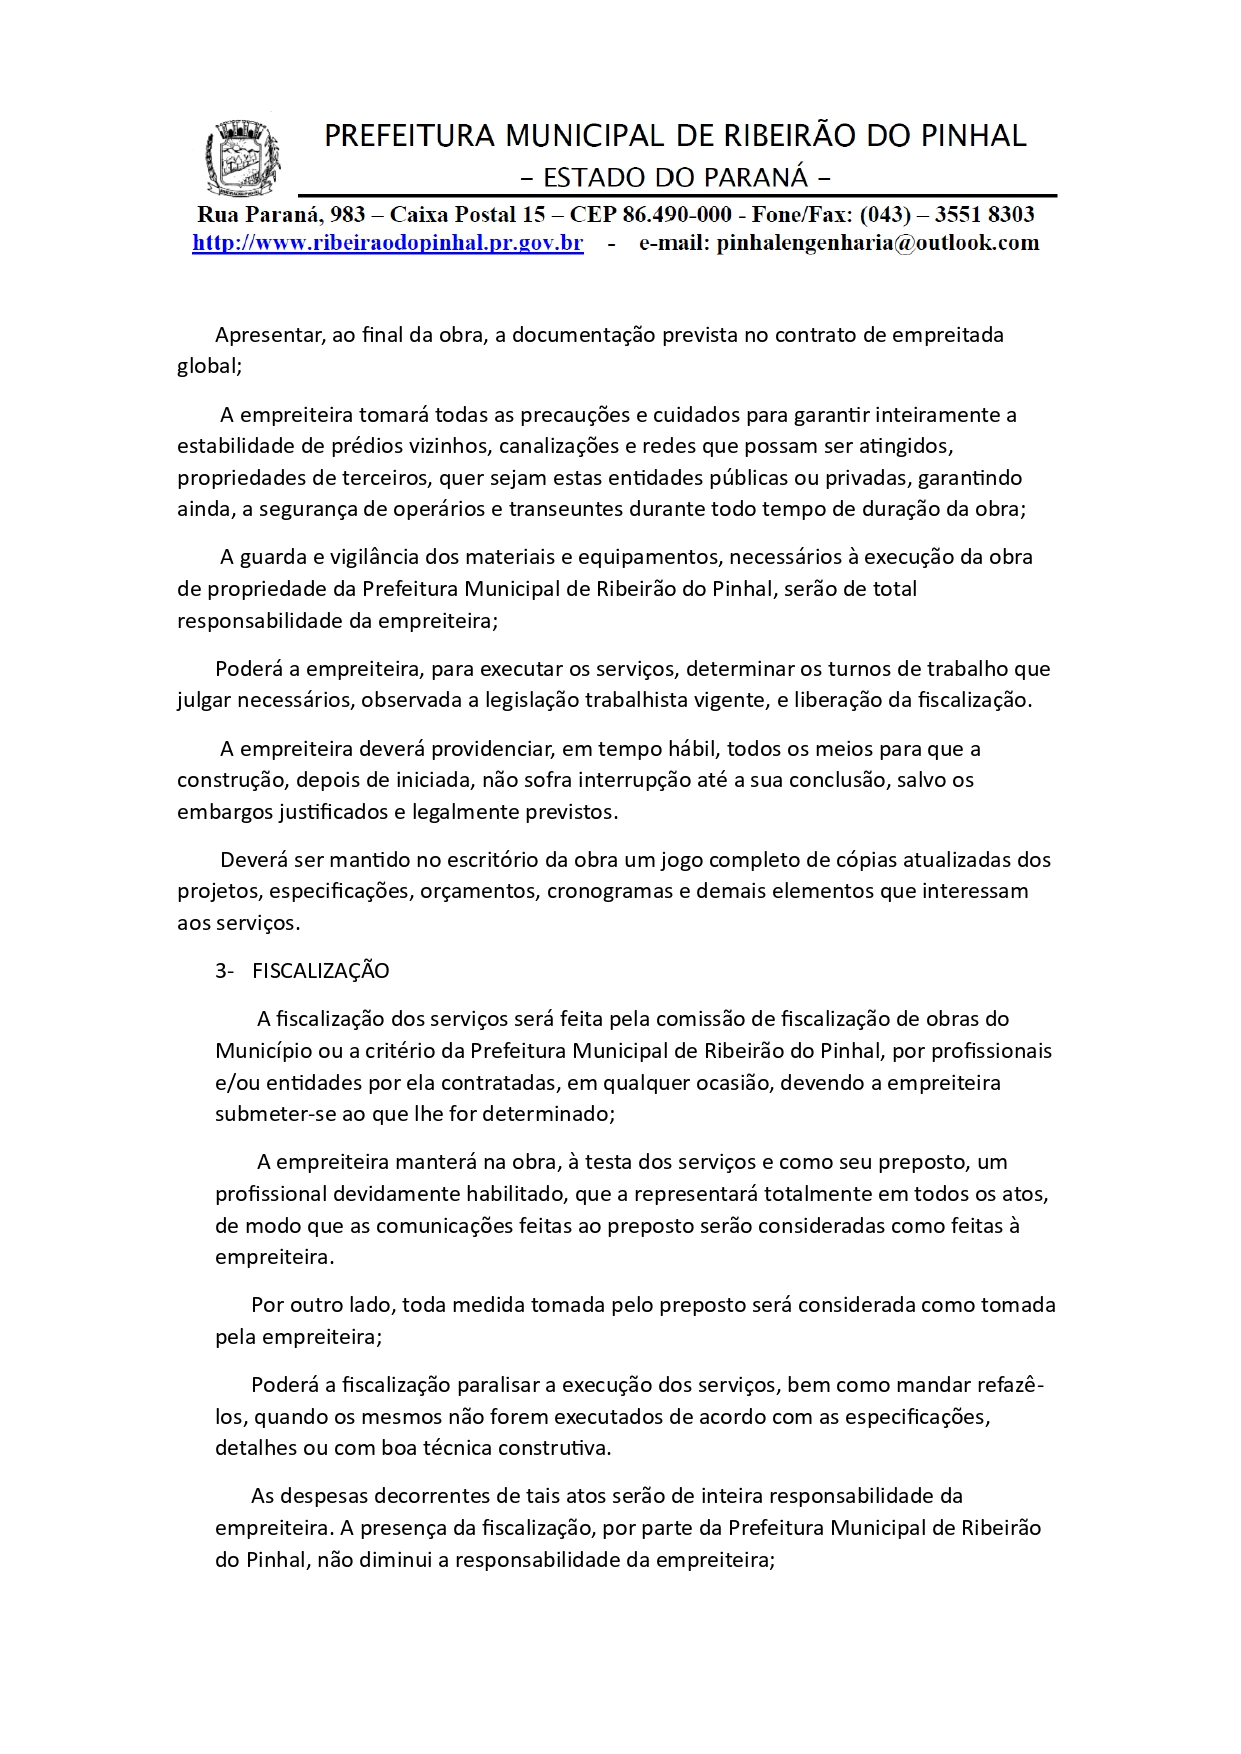 PREFEITURA MUNICIPAL DE RIBEIRÃO DO PINHAL
– ESTADO DO PARANÁ –
Rua Paraná, 983 – Caixa Postal 15 – CEP 86.490-000 - Fone/Fax: (043) – 3551 8303
http://www.ribeiraodopinhal.pr.gov.br - e-mail: pinhalengenharia@outlook.com
Apresentar, ao final da obra, a documentação prevista no contrato de empreitada
global;
A empreiteira tomará todas as precauções e cuidados para garantir inteiramente a
estabilidade de prédios vizinhos, canalizações e redes que possam ser atingidos,
propriedades de terceiros, quer sejam estas entidades públicas ou privadas, garantindo
ainda, a segurança de operários e transeuntes durante todo tempo de duração da obra;
A guarda e vigilância dos materiais e equipamentos, necessários à execução da obra
de propriedade da Prefeitura Municipal de Ribeirão do Pinhal, serão de total
responsabilidade da empreiteira;
Poderá a empreiteira, para executar os serviços, determinar os turnos de trabalho que
julgar necessários, observada a legislação trabalhista vigente, e liberação da fiscalização.
A empreiteira deverá providenciar, em tempo hábil, todos os meios para que a
construção, depois de iniciada, não sofra interrupção até a sua conclusão, salvo os
embargos justificados e legalmente previstos.
Deverá ser mantido no escritório da obra um jogo completo de cópias atualizadas dos
projetos, especificações, orçamentos, cronogramas e demais elementos que interessam
aos serviços.
3- FISCALIZAÇÃO
A fiscalização dos serviços será feita pela comissão de fiscalização de obras do
Município ou a critério da Prefeitura Municipal de Ribeirão do Pinhal, por profissionais
e/ou entidades por ela contratadas, em qualquer ocasião, devendo a empreiteira
submeter-se ao que lhe for determinado;
A empreiteira manterá na obra, à testa dos serviços e como seu preposto, um
profissional devidamente habilitado, que a representará totalmente em todos os atos,
de modo que as comunicações feitas ao preposto serão consideradas como feitas à
empreiteira.
Por outro lado, toda medida tomada pelo preposto será considerada como tomada
pela empreiteira;
Poderá a fiscalização paralisar a execução dos serviços, bem como mandar refazê-
los, quando os mesmos não forem executados de acordo com as especificações,
detalhes ou com boa técnica construtiva.
As despesas decorrentes de tais atos serão de inteira responsabilidade da
empreiteira. A presença da fiscalização, por parte da Prefeitura Municipal de Ribeirão
do Pinhal, não diminui a responsabilidade da empreiteira;